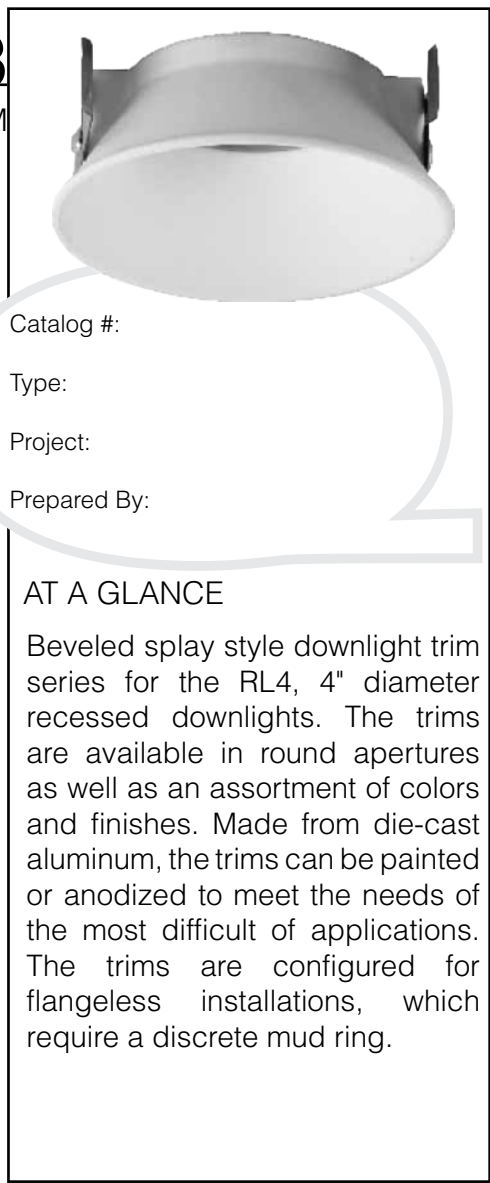 Catalog #:
Type:
Project:
Prepared By:
AT A GLANCE
Beveled splay style downlight trim
series for the RL4, 4" diameter
recessed downlights. The trims
are available in round apertures
as well as an assortment of colors
and finishes. Made from die-cast
aluminum, the trims can be painted
or anodized to meet the needs of
the most difficult of applications.
The trims are configured for
flangeless installations, which
require a discrete mud ring.